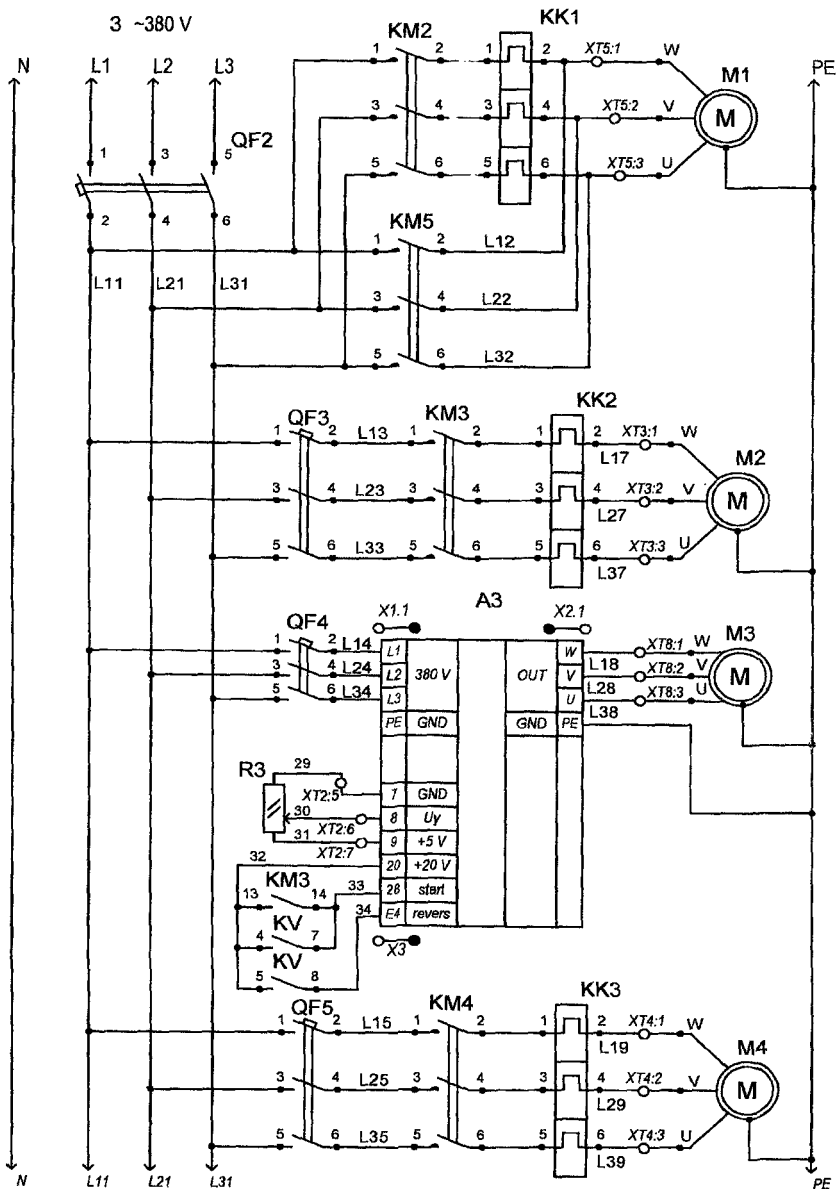 3 ~380 V
KM2
KK1
N
L1
L2
L3
PE
1
2
1
2
XT5:1
W
M1
QF2
1
3
5
3
4
3
4
XT5:2
V
M
5
6
5
6
XT5:3
U
2
4
6
KM5
1
2
L12
L11
L21
L31
3
4
L22
5
6
L32
QF3
KM3
KK2
1
2
L13
1
2
1
2
XT3:1
W
L17
M2
3
4
L23
3
4
3
4
XT3:2
V
M
L27
5
6
L33
5
6
5
6
XT3:3
U
L37
X1.1
A3
X2.1
QF4
M3
1
2
L14
L1
W
XT8:1
W
3
4
L24
L2
380 V
OUT
V
L18
XT8:2
V
M
5
6
L34
L3
U
L28
XT8:3
U
PE
GND
GND
PE
L38
R3
29
XT2:5
7
GND
30
XT2:6
8
Uy
31
XT2:7
9
+5 V
32
20
+20 V
KM3
13
14
33
28
start
KV
34
E4
revers
4
7
KV
X3
5
8
QF5
KM4
KK3
1
2
L15
1
2
1
2
XT4:1
W
L19
M4
3
4
L25
3
4
3
4
XT4:2
V
M
L29
5
6
L35
5
6
5
6
XT4:3
U
L39
N
L11
L21
L31
PE